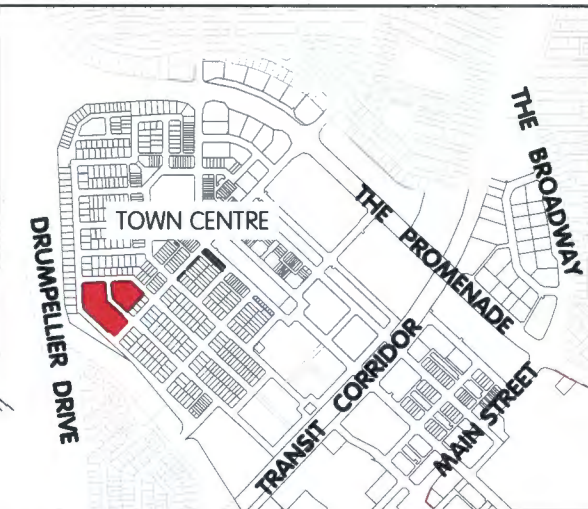 THE BROADWAY
TOWN CENTRE
THE PROMENADE
DRUMPELLIER DRIVE
TRANSIT CORRIDOR
MAIN STREET